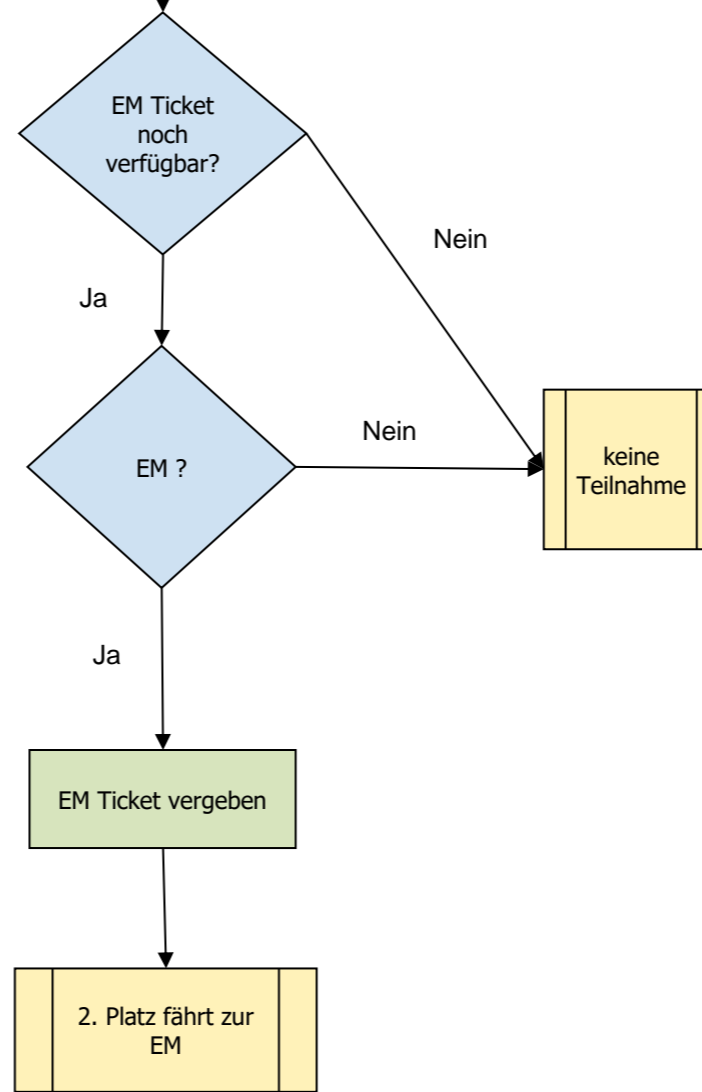 EM Ticket
noch
verfügbar?
Nein
Ja
EM ?
Nein
keine
Teilnahme
Ja
EM Ticket vergeben
2. Platz fährt zur
EM